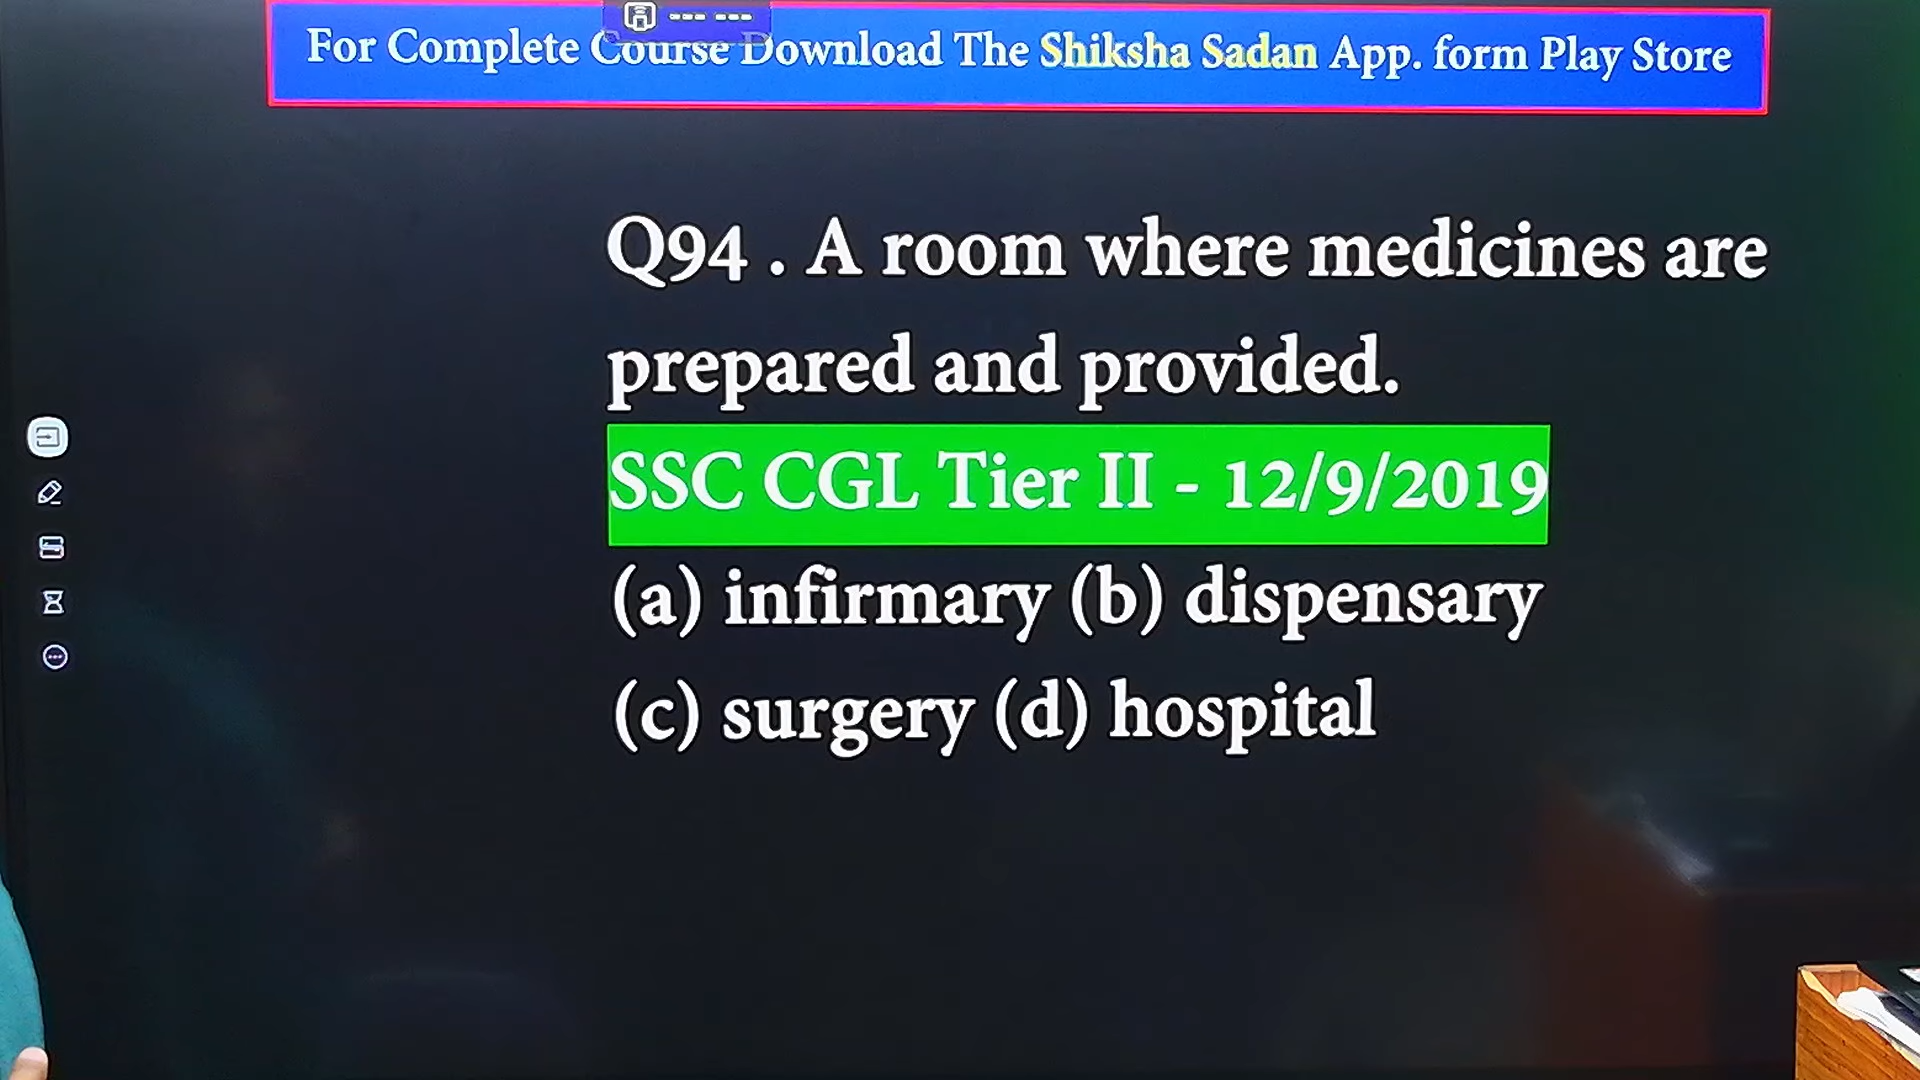 For Complete Course Download The Shiksha Sadan App. form Play Store
Q94 . A room where medicines are
prepared and provided.
SSC CGL Tier II - 12/9/2019
(a) infirmary (b) dispensary
(c) surgery (d) hospital